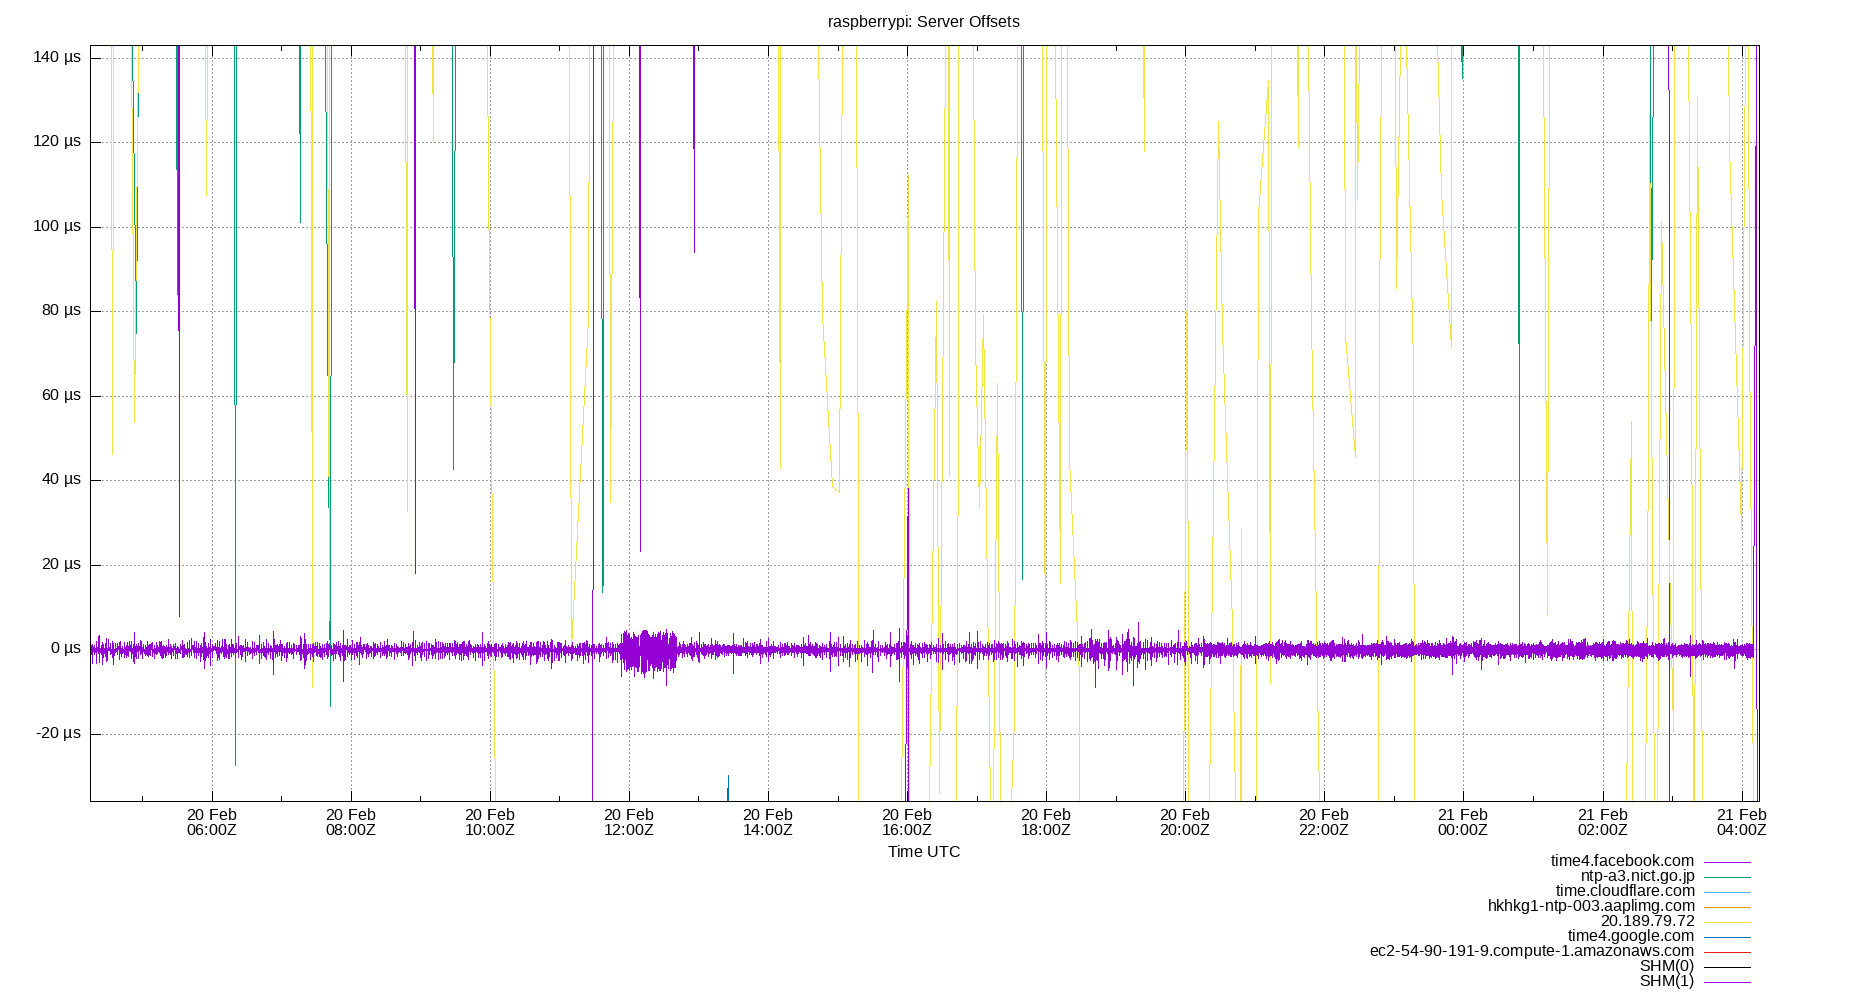 raspberrypi: Server Offsets
140 µs
120 µs
100 µs
80 µs
60 µs
40 µs
20 µs
0 µs
-20 µs
20 Feb 20 Feb 20 Feb 20 Feb 20 Feb 20 Feb 20 Feb 20 Feb 20 Feb 21 Feb 21 Feb 21 Feb
06:00Z 08:00Z 10:00Z 12:00Z 14:00Z 16:00Z 18:00Z 20:00Z 22:00Z 00:00Z 02:00Z 04:00Z
Time UTC
time4.facebook.com
ntp-a3.nict.go.jp
time.cloudflare.com
hkhkg1-ntp-003.aaplimg.com
20.189.79.72
time4.google.com
ec2-54-90-191-9.compute-1.amazonaws.com
SHM(0)
SHM(1)